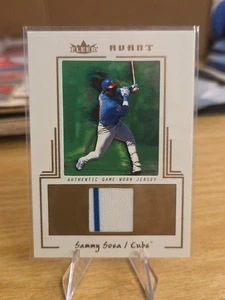 Fleer AVANT
AUTHENTIC GAME-WORN JERSEY
Sammy Sosa / Cubs